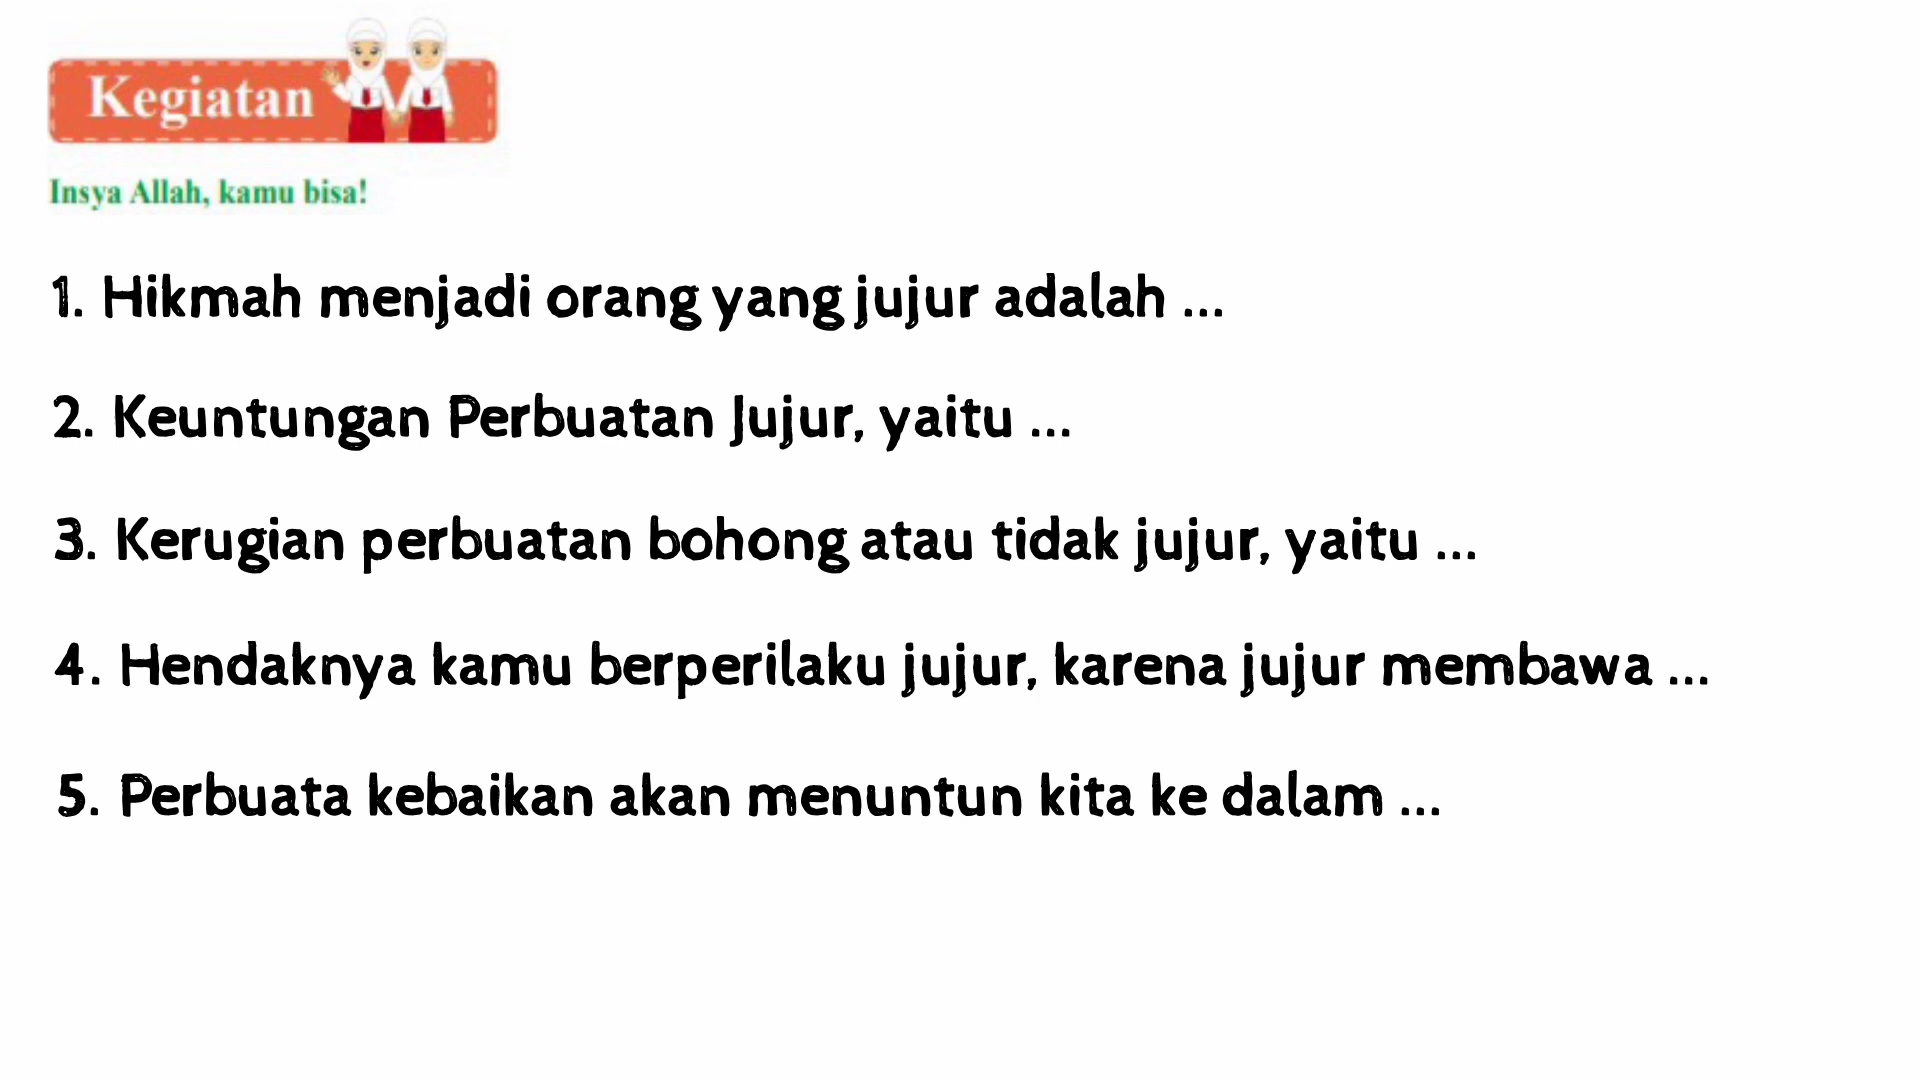 Kegiatan
Insya Allah, kamu bisa!
1. Hikmah menjadi orang yang jujur adalah ...
2. Keuntungan Perbuatan Jujur, yaitu ...
3. Kerugian perbuatan bohong atau tidak jujur, yaitu ...
4. Hendaknya kamu berperilaku jujur, karena jujur membawa ...
5. Perbuata kebaikan akan menuntun kita ke dalam ...